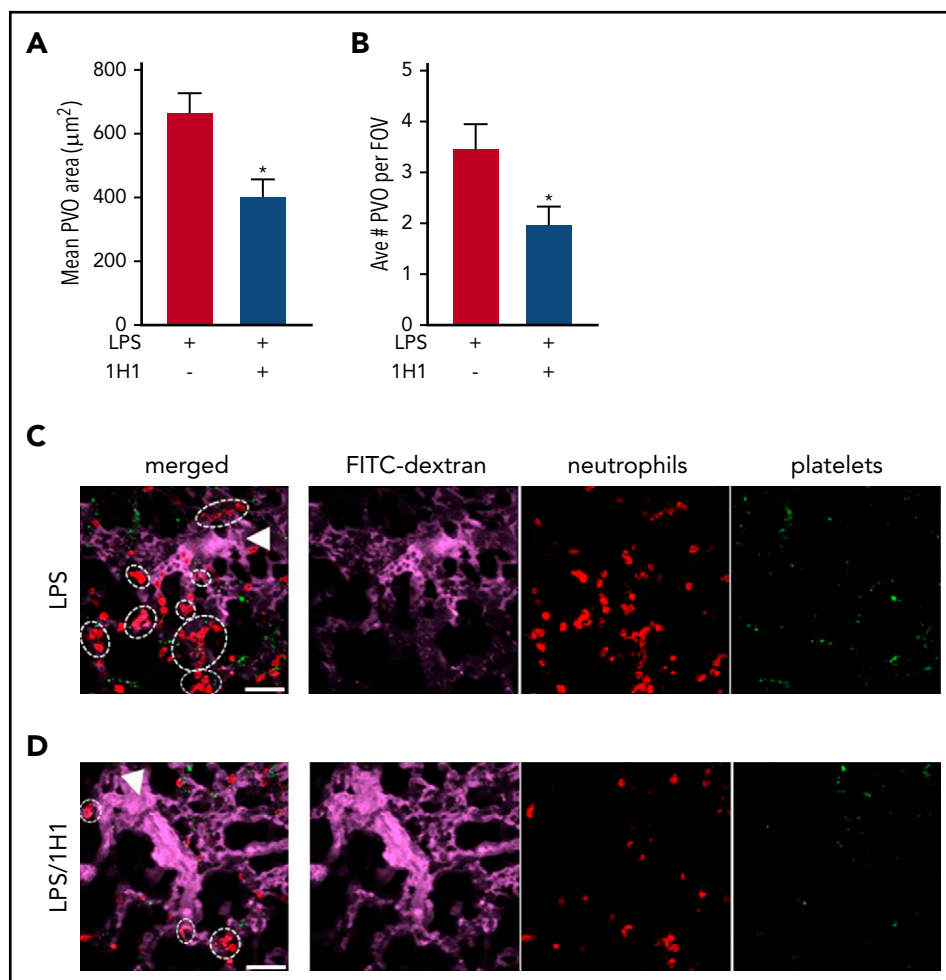 A
800
600
400
200
0
Mean PVO area (μm²)
*
LPS + +
1H1 - +
B
5
4
3
2
1
0
Ave # PVO per FOV
*
LPS + +
1H1 - +
C
merged FITC-dextran neutrophils platelets
LPS
D
LPS/1H1